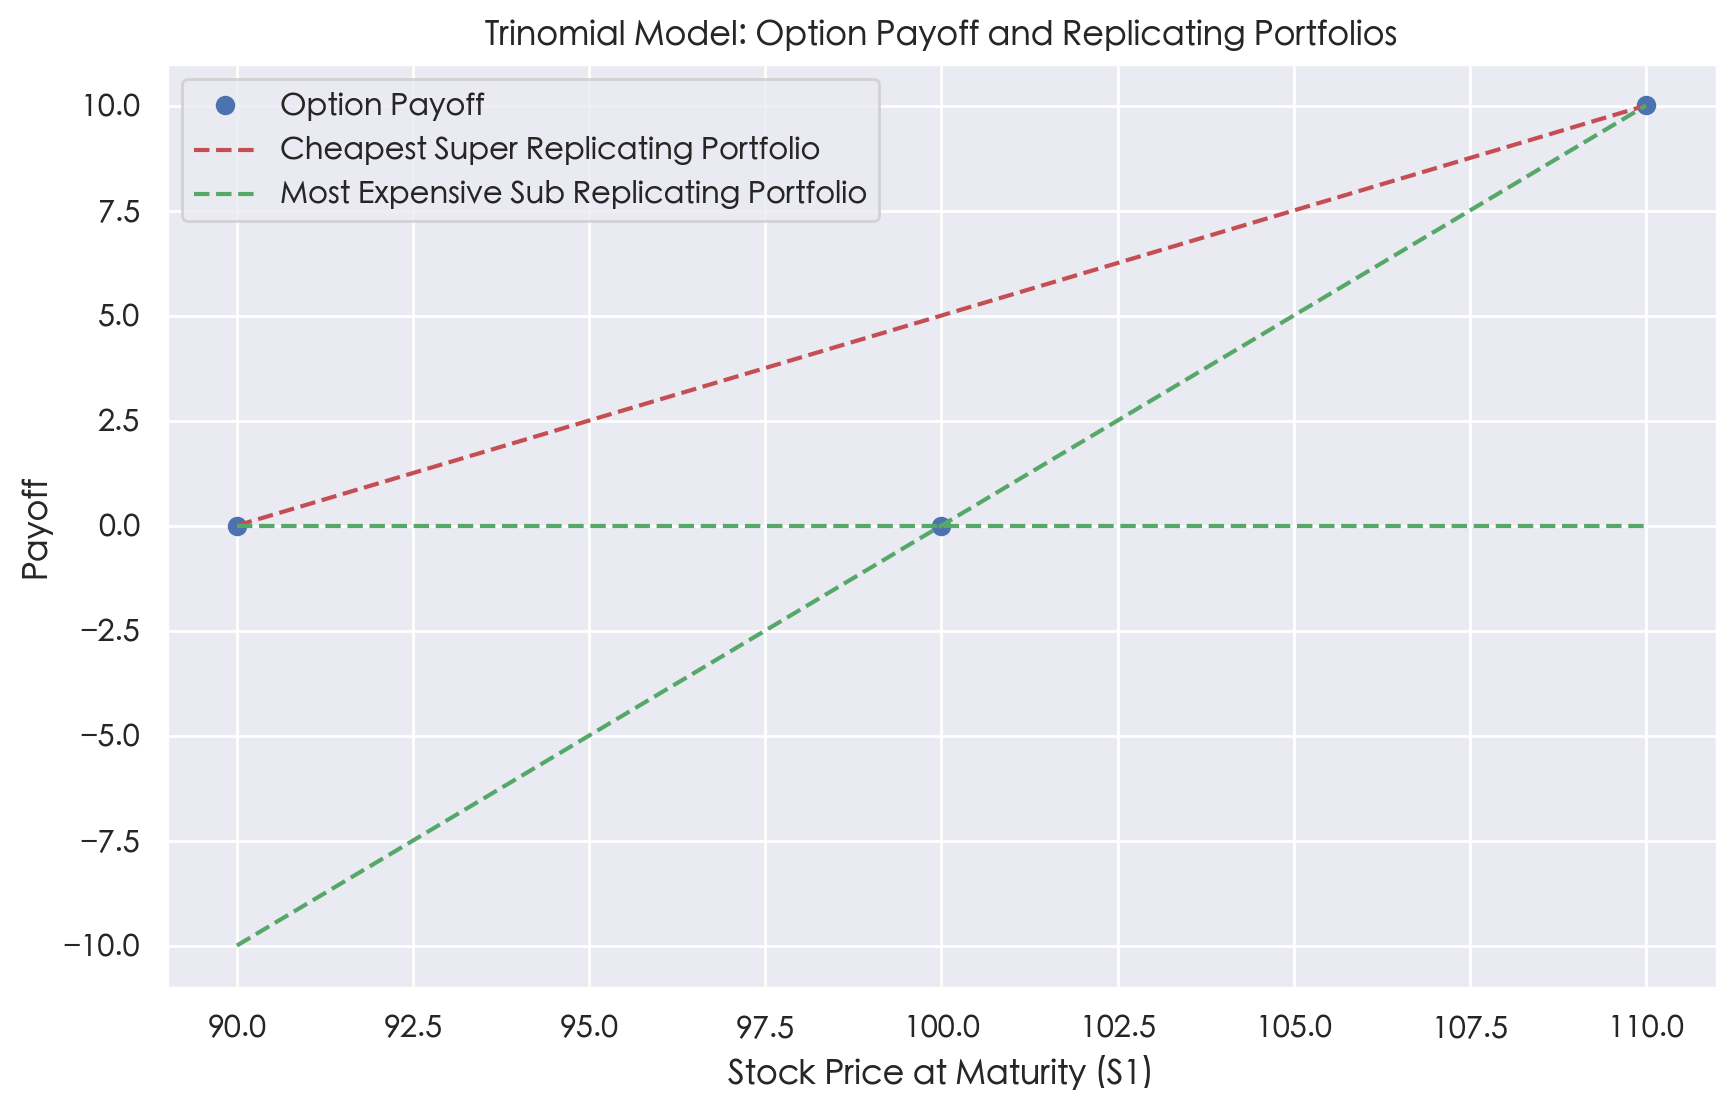 Trinomial Model: Option Payoff and Replicating Portfolios
Option Payoff
Cheapest Super Replicating Portfolio
Most Expensive Sub Replicating Portfolio
10.0
7.5
5.0
2.5
0.0
−2.5
−5.0
−7.5
−10.0
Payoff
90.0 92.5 95.0 97.5 100.0 102.5 105.0 107.5 110.0
Stock Price at Maturity (S1)